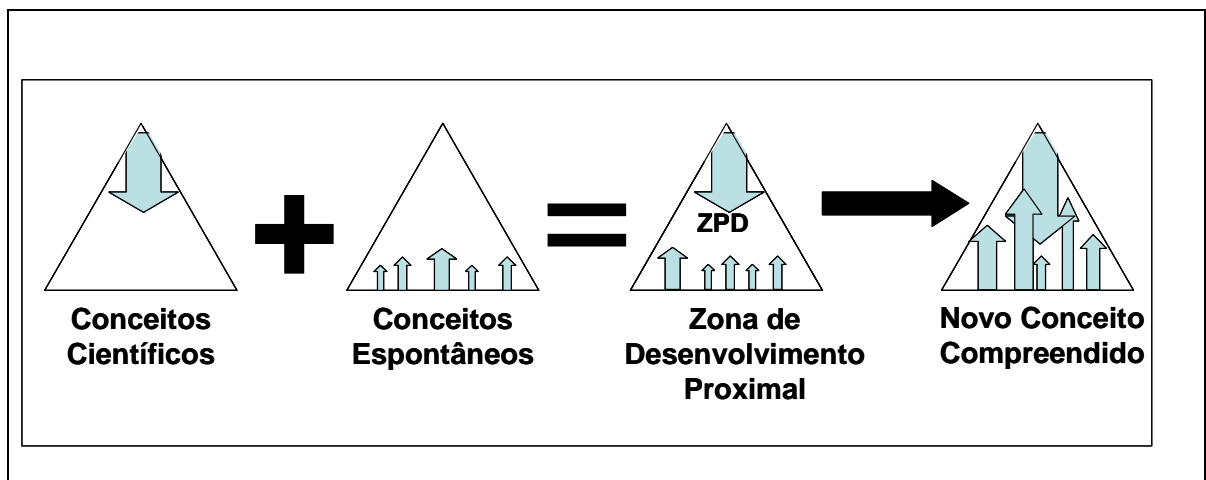 ZPD
Conceitos
Científicos
Conceitos
Espontâneos
Zona de
Desenvolvimento
Proximal
Novo Conceito
Compreendido